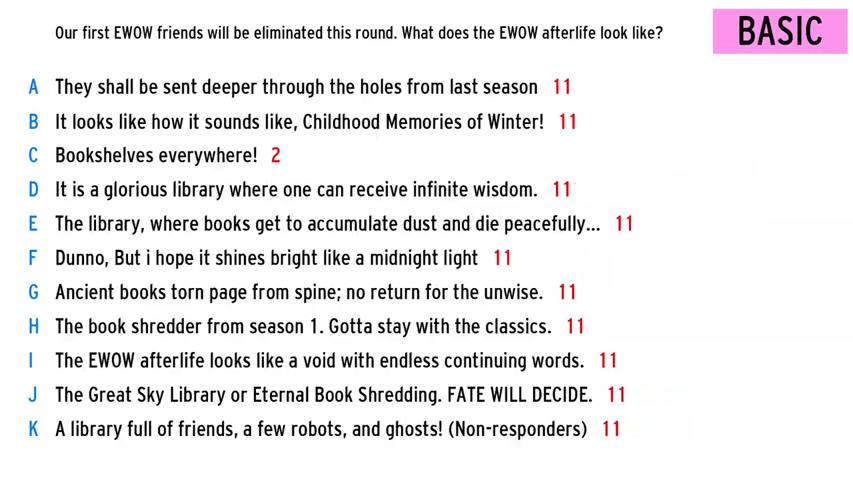 Our first EWOW friends will be eliminated this round. What does the EWOW afterlife look like?
BASIC
A They shall be sent deeper through the holes from last season 11
B It looks like how it sounds like, Childhood Memories of Winter! 11
C Bookshelves everywhere! 2
D It is a glorious library where one can receive infinite wisdom. 11
E The library, where books get to accumulate dust and die peacefully... 11
F Dunno, But i hope it shines bright like a midnight light 11
G Ancient books torn page from spine; no return for the unwise. 11
H The book shredder from season 1. Gotta stay with the classics. 11
I The EWOW afterlife looks like a void with endless continuing words. 11
J The Great Sky Library or Eternal Book Shredding. FATE WILL DECIDE. 11
K A library full of friends, a few robots, and ghosts! (Non-responders) 11